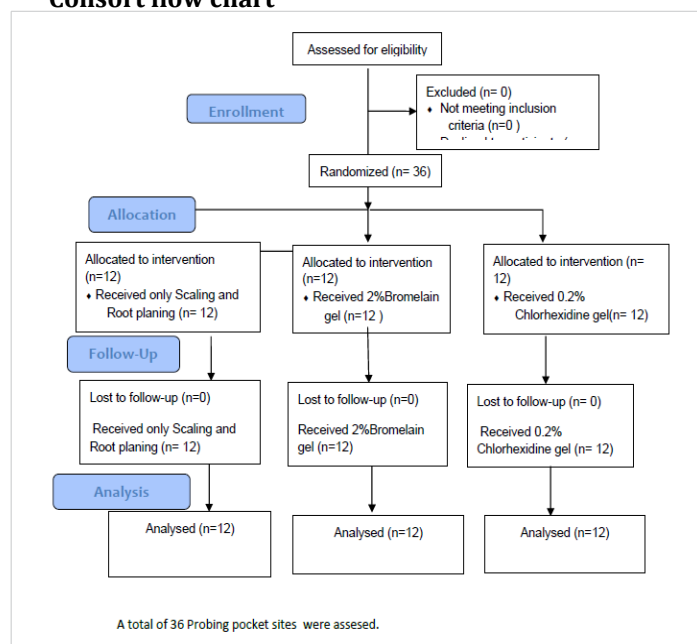 Consort flow chart
Assessed for eligibility
Enrollment
Excluded (n= 0)
♦ Not meeting inclusion
criteria (n=0 )
Randomized (n= 36)
Allocation
Allocated to intervention
(n=12)
♦ Received only Scaling and
Root planing (n= 12)
Allocated to intervention
(n=12)
♦ Received 2%Bromelain
gel (n=12 )
Allocated to intervention (n=
12)
♦ Received 0.2%
Chlorhexidine gel(n= 12)
Follow-Up
Lost to follow-up (n=0)
Received only Scaling and
Root planing (n= 12)
Lost to follow-up (n=0)
Received 2%Bromelain
gel (n=12)
Lost to follow-up (n= 0)
Received 0.2%
Chlorhexidine gel (n= 12)
Analysis
Analysed (n=12)
Analysed (n=12)
Analysed (n=12)
A total of 36 Probing pocket sites were assesed.